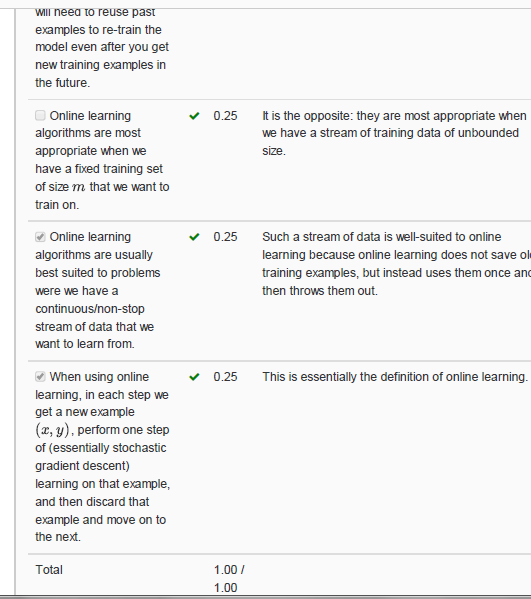 will need to reuse past
examples to re-train the
model even after you get
new training examples in
the future.
Online learning
algorithms are most
appropriate when we
have a fixed training set
of size m that we want to
train on.
0.25
It is the opposite: they are most appropriate when
we have a stream of training data of unbounded
size.
Online learning
algorithms are usually
best suited to problems
were we have a
continuous/non-stop
stream of data that we
want to learn from.
0.25
Such a stream of data is well-suited to online
learning because online learning does not save ol
training examples, but instead uses them once and
then throws them out.
When using online
learning, in each step we
get a new example
(x, y), perform one step
of (essentially stochastic
gradient descent)
learning on that example,
and then discard that
example and move on to
the next.
0.25
This is essentially the definition of online learning.
Total
1.00 /
1.00